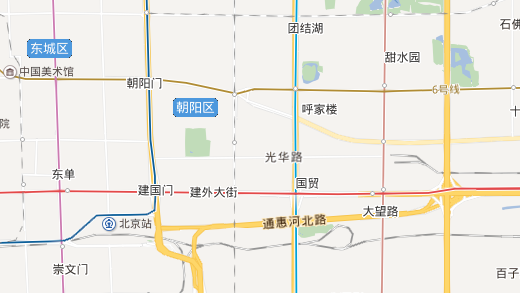 团结湖
石佛
东城区
甜水园
中国美术馆
朝阳门
6号线
朝阳区
呼家楼
十
院
光华路
东单
国贸
建国门
建外大街
大望路
北京站
通惠河北路
崇文门
百子